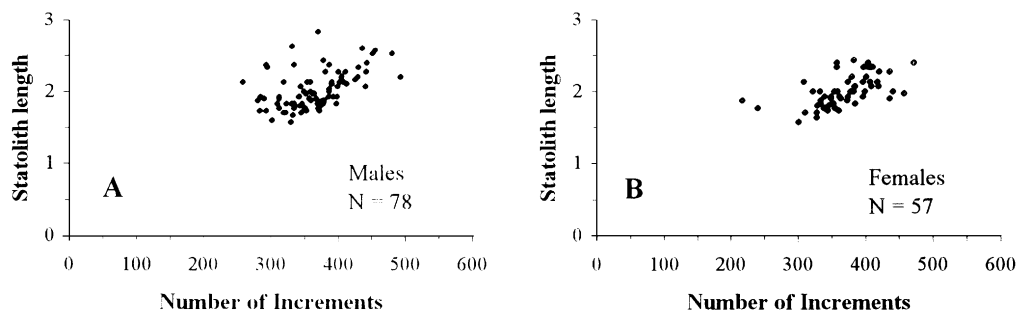 3
2
1
0
Statolith length
A
Males
N = 78
0 100 200 300 400 500 600
Number of Increments
3
2
1
0
Statolith length
B
Females
N = 57
0 100 200 300 400 500 600
Number of Increments